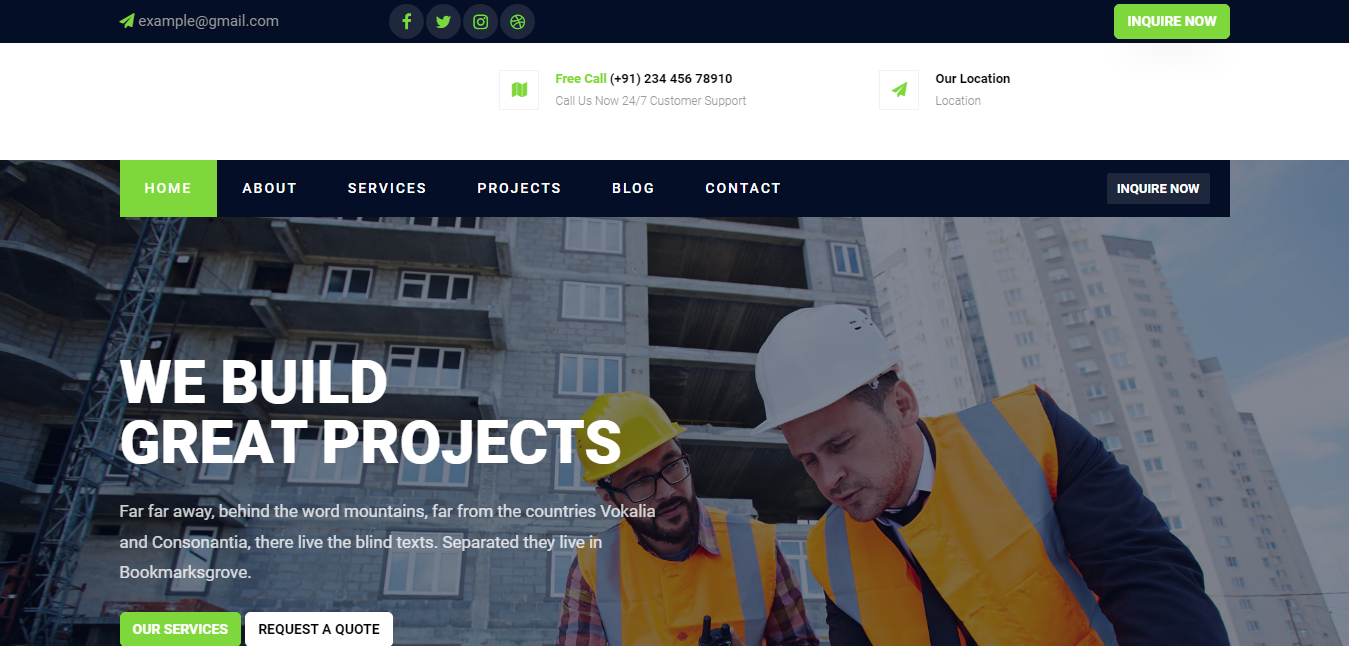 example@gmail.com
INQUIRE NOW
Free Call (+91) 234 456 78910
Call Us Now 24/7 Customer Support
Our Location
Location
HOME
ABOUT
SERVICES
PROJECTS
BLOG
CONTACT
INQUIRE NOW
WE BUILD
GREAT PROJECTS
Far far away, behind the word mountains, far from the countries Vokalia
and Consonantia, there live the blind texts. Separated they live in
Bookmarksgrove.
OUR SERVICES
REQUEST A QUOTE